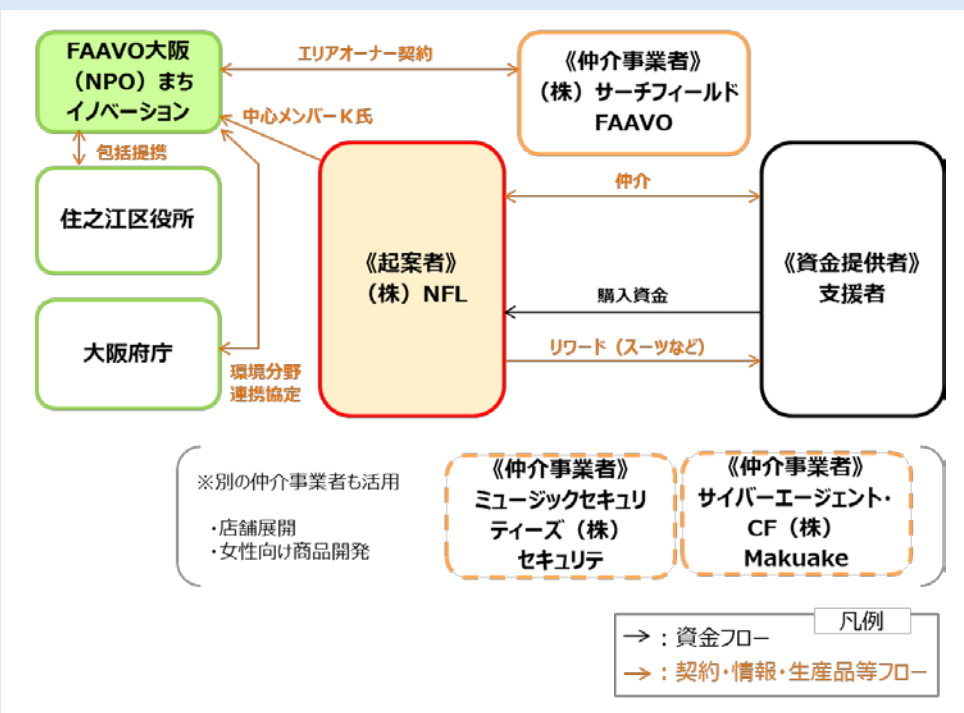 FAAVO大阪
（NPO）まち
イノベーション
エリアオーナー契約
《仲介事業者》
（株）サーチフィールド
FAAVO
中心メンバーK氏
包括提携
住之江区役所
大阪府庁
環境分野
連携協定
《起案者》
（株）NFL
仲介
購入資金
リワード（スーツなど）
《資金提供者》
支援者
※別の仲介事業者も活用
・店舗展開
・女性向け商品開発
《仲介事業者》
ミュージックセキュリ
ティーズ（株）
セキュリテ
《仲介事業者》
サイバーエージェント・
CF（株）
Makuake
凡例
→：資金フロー
→：契約・情報・生産品等フロー